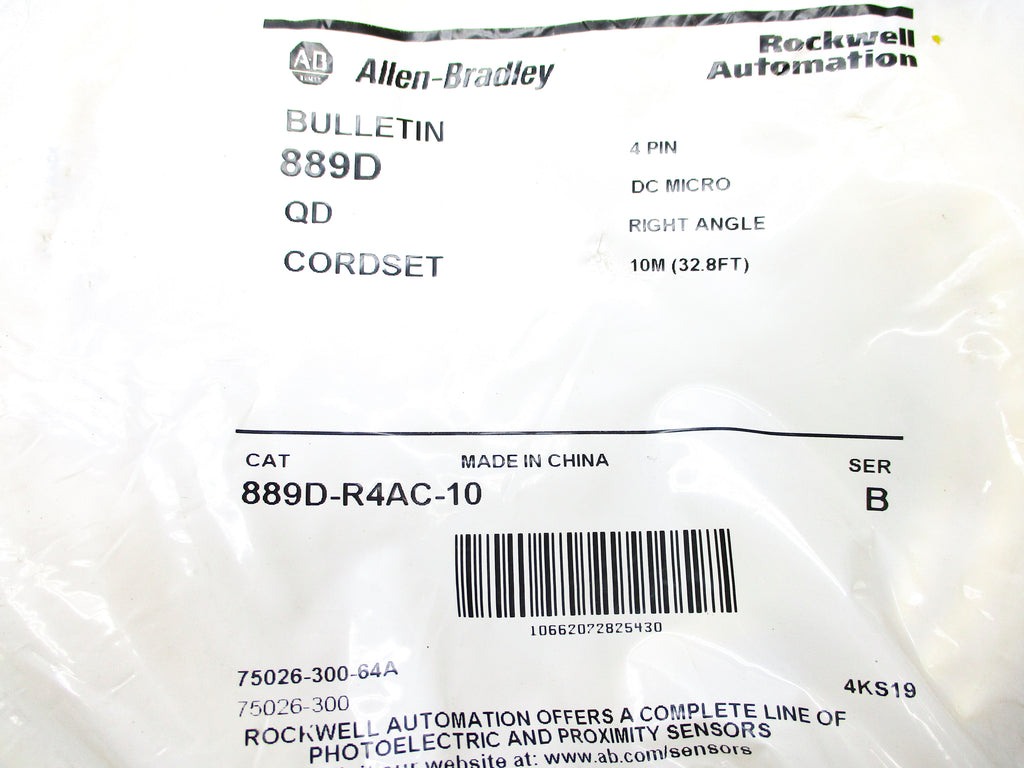 AB
Allen-Bradley
Rockwell
Automation
BULLETIN
889D
QD
CORDSET
4 PIN
DC MICRO
RIGHT ANGLE
10M (32.8FT)
CAT
MADE IN CHINA
SER
889D-R4AC-10
B
10662072825430
75026-300-64A
75026-300
4KS19
ROCKWELL AUTOMATION OFFERS A COMPLETE LINE OF
PHOTOELECTRIC AND PROXIMITY SENSORS
our website at: www.ab.com/sensors